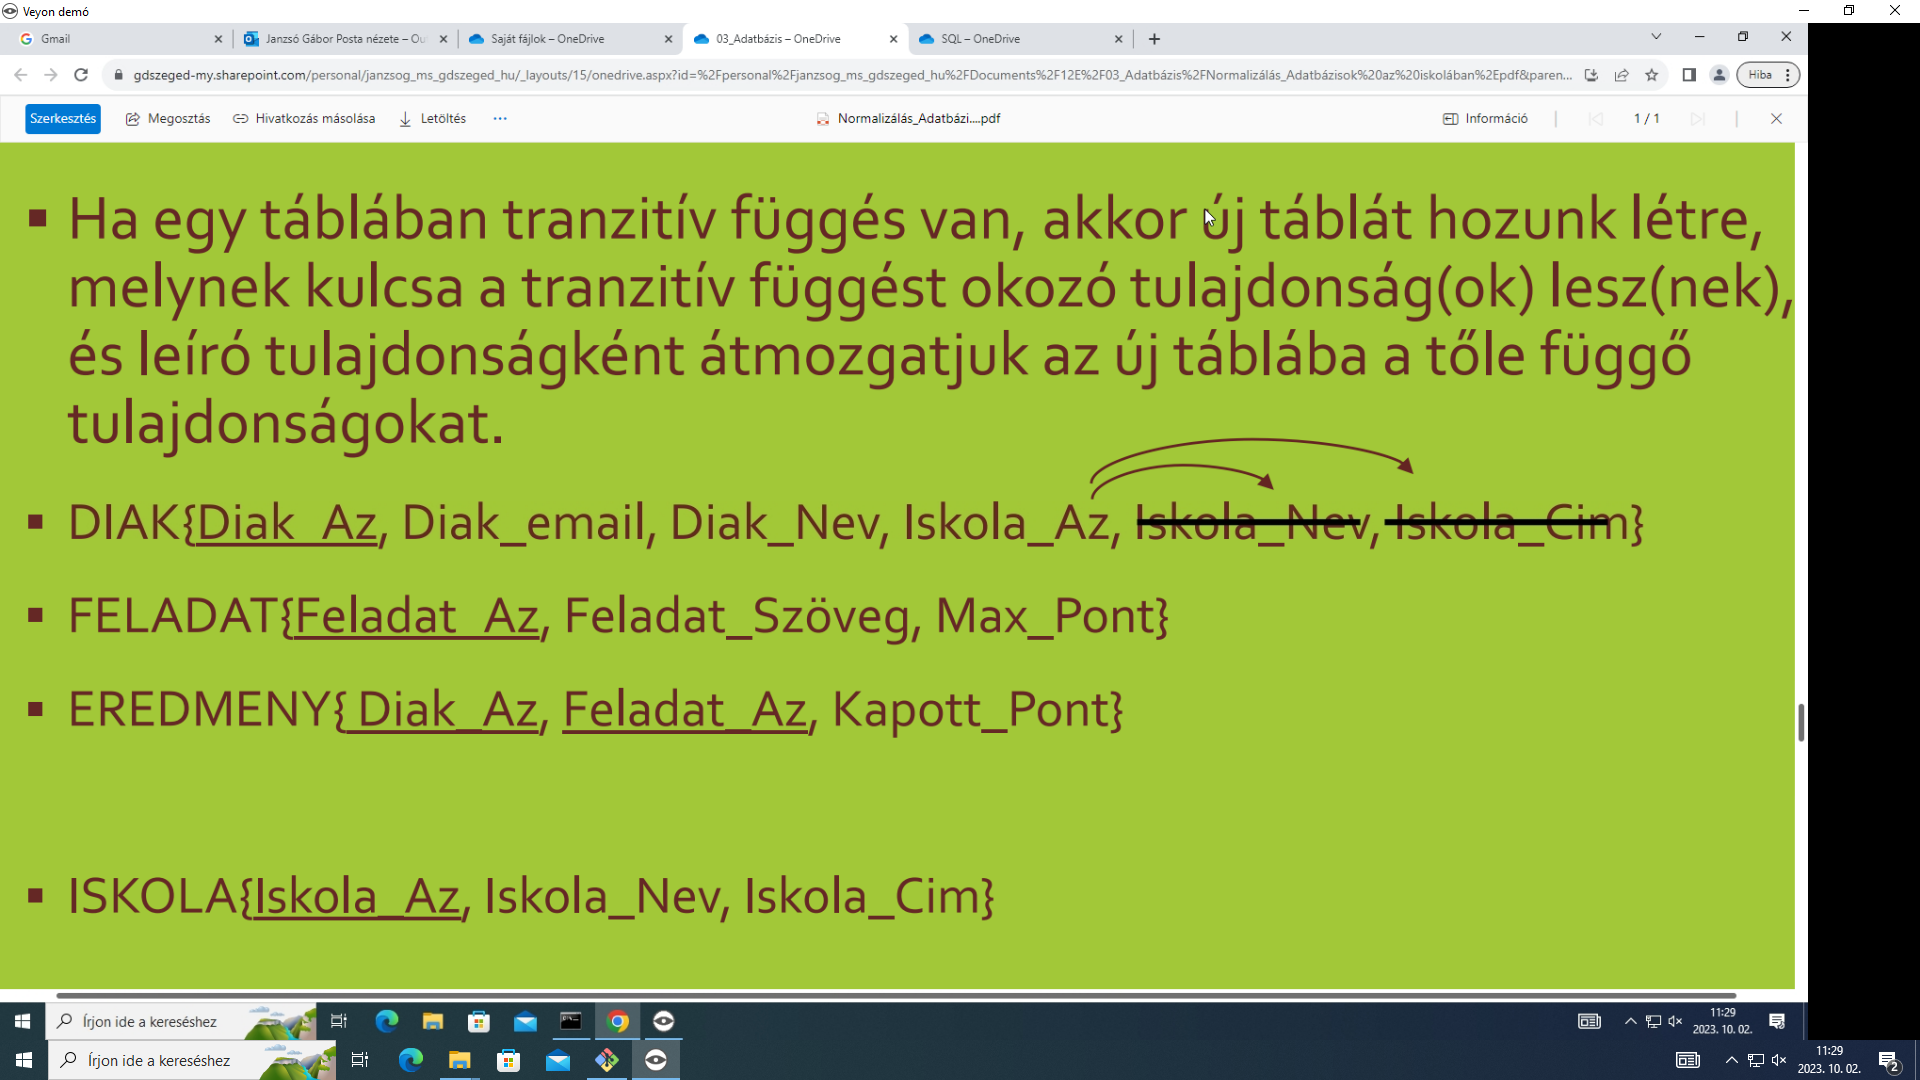 Veyon demó
Gmail
Janzsó Gábor Posta nézete – Ou
Saját fájlok – OneDrive
03_Adatbázis – OneDrive
SQL – OneDrive
gdszeged-my.sharepoint.com/personal/janzsog_ms_gdszeged_hu/_layouts/15/onedrive.aspx?id=%2Fpersonal%2Fjanzsog_ms_gdszeged_hu%2FDocuments%2F12E%2F03_Adatbázis%2FNormalizálás_Adatbázisok%20az%20iskolában%2Epdf&paren...
Hiba
Szerkesztés
Megosztás
Hivatkozás másolása
Letöltés
Normalizálás_Adatbázi....pdf
Információ
1 / 1
▪ Ha egy táblában tranzitív függés van, akkor új táblát hozunk létre,
melynek kulcsa a tranzitív függést okozó tulajdonság(ok) lesz(nek),
és leíró tulajdonságként átmozgatjuk az új táblába a tőle függő
tulajdonságokat.
▪ DIAK{Diak_Az, Diak_email, Diak_Nev, Iskola_Az, Iskola_Nev, Iskola_Cim}
▪ FELADAT{Feladat_Az, Feladat_Szöveg, Max_Pont}
▪ EREDMENY{ Diak_Az, Feladat_Az, Kapott_Pont}
▪ ISKOLA{Iskola_Az, Iskola_Nev, Iskola_Cim}
Írjon ide a kereséshez
11:29
2023. 10. 02.
Írjon ide a kereséshez
11:29
2023. 10. 02.
2